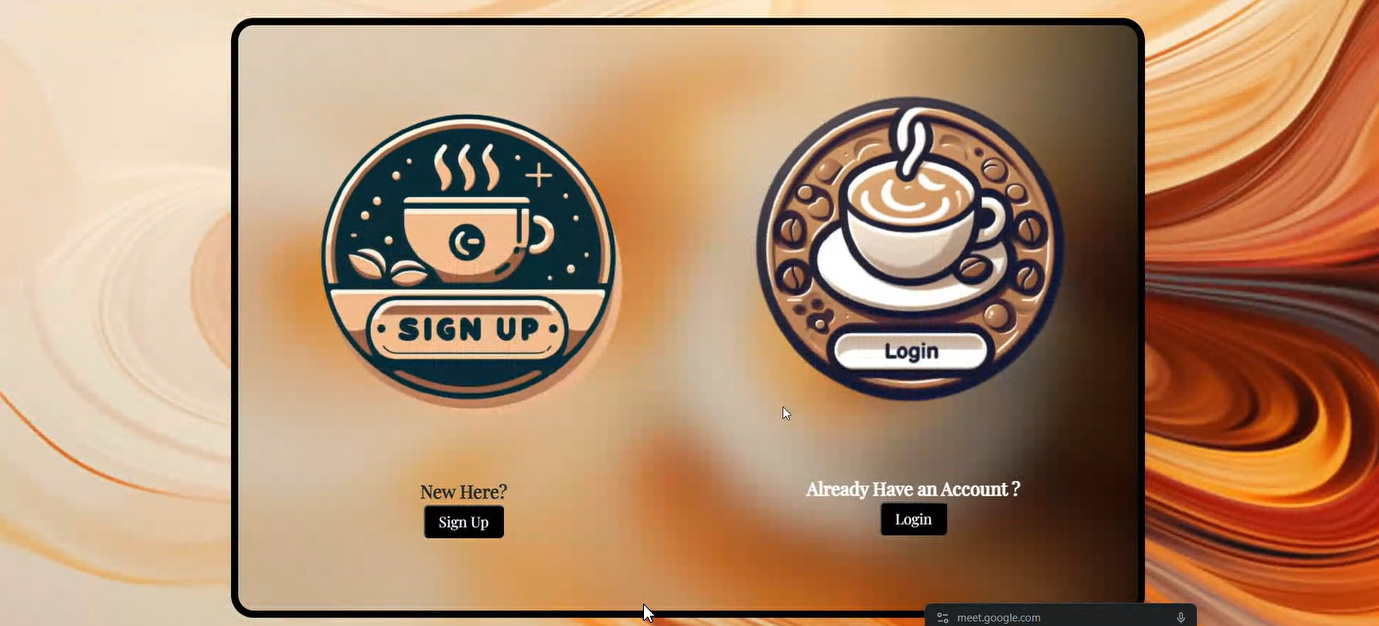 SIGN UP
Login
New Here?
Sign Up
Already Have an Account ?
Login
meet.google.com